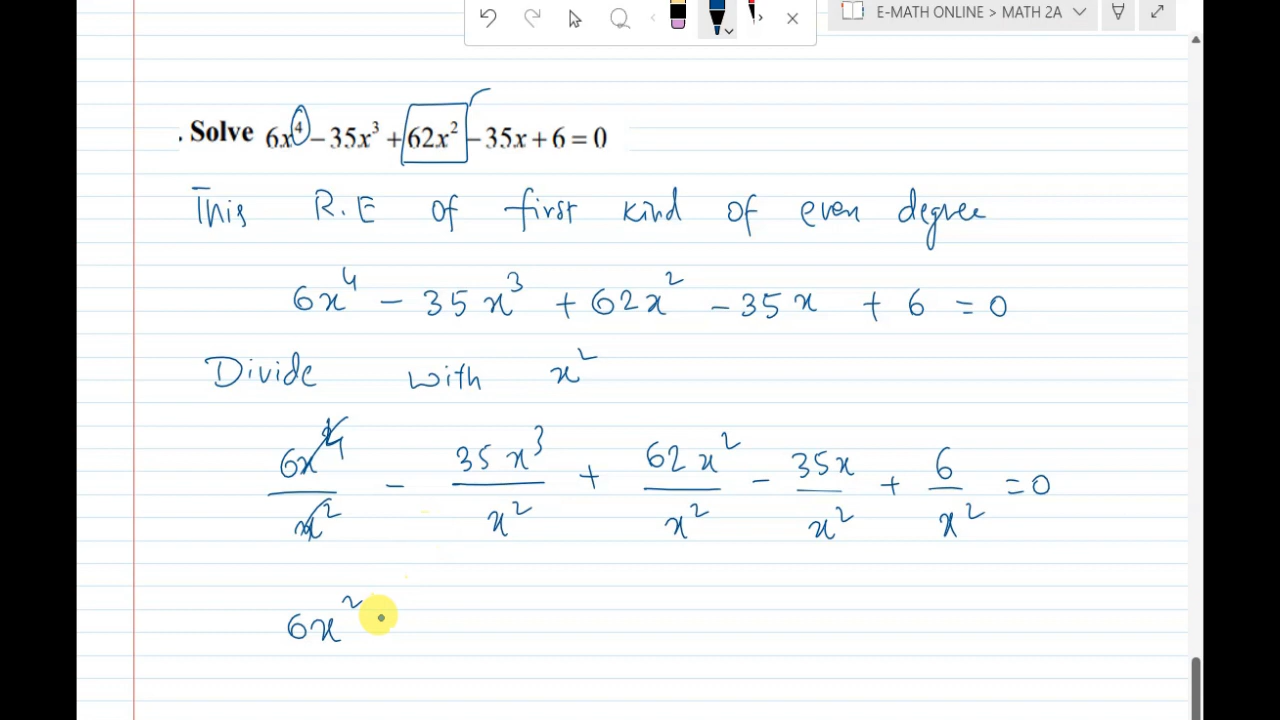 E-MATH ONLINE > MATH 2A
. Solve 6x⁴ – 35x³ + 62x² – 35x + 6 = 0
This R.E of first kind of even degree
6x⁴ – 35x³ + 62x² – 35x + 6 = 0
Divide with x²
6x⁴/x² – 35x³/x² + 62x²/x² – 35x/x² + 6/x² = 0
6x²